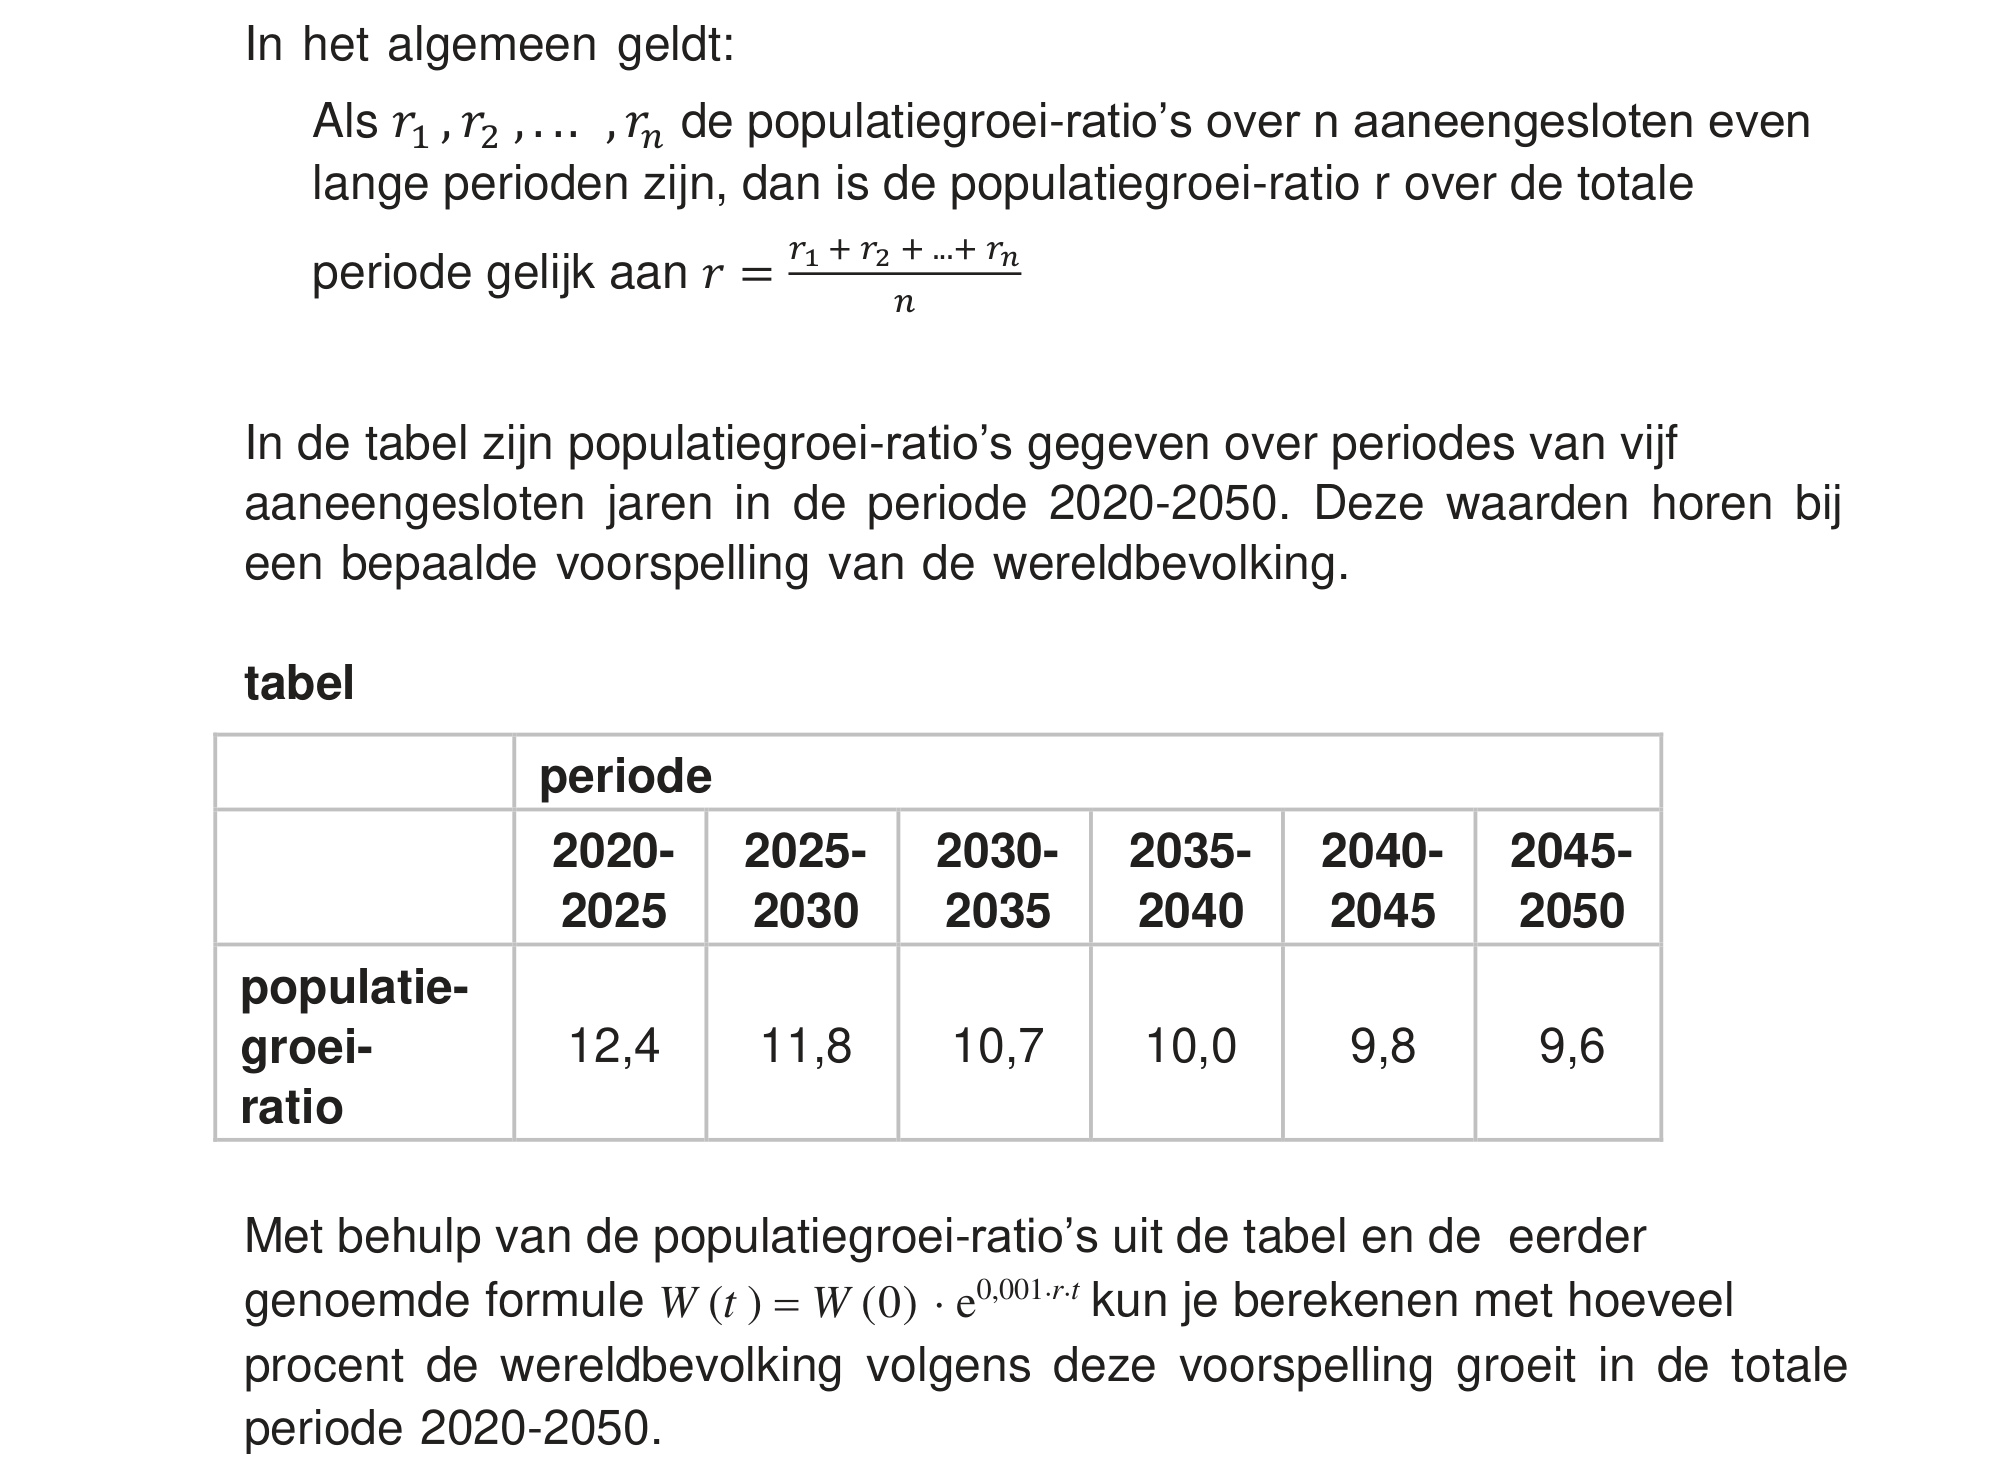 In het algemeen geldt:
Als r₁ , r₂ , . . . , rₙ de populatiegroei-ratio’s over n aaneengesloten even
lange perioden zijn, dan is de populatiegroei-ratio r over de totale
periode gelijk aan r = (r₁ + r₂ + ...+ rₙ)/n
In de tabel zijn populatiegroei-ratio’s gegeven over periodes van vijf
aaneengesloten jaren in de periode 2020-2050. Deze waarden horen bij
een bepaalde voorspelling van de wereldbevolking.
tabel
periode
2020- 2025- 2030- 2035- 2040- 2045-
2025 2030 2035 2040 2045 2050
populatie-
groei- 12,4 11,8 10,7 10,0 9,8 9,6
ratio
Met behulp van de populatiegroei-ratio’s uit de tabel en de eerder
genoemde formule W (t ) = W (0) · e^(0,001·r·t) kun je berekenen met hoeveel
procent de wereldbevolking volgens deze voorspelling groeit in de totale
periode 2020-2050.